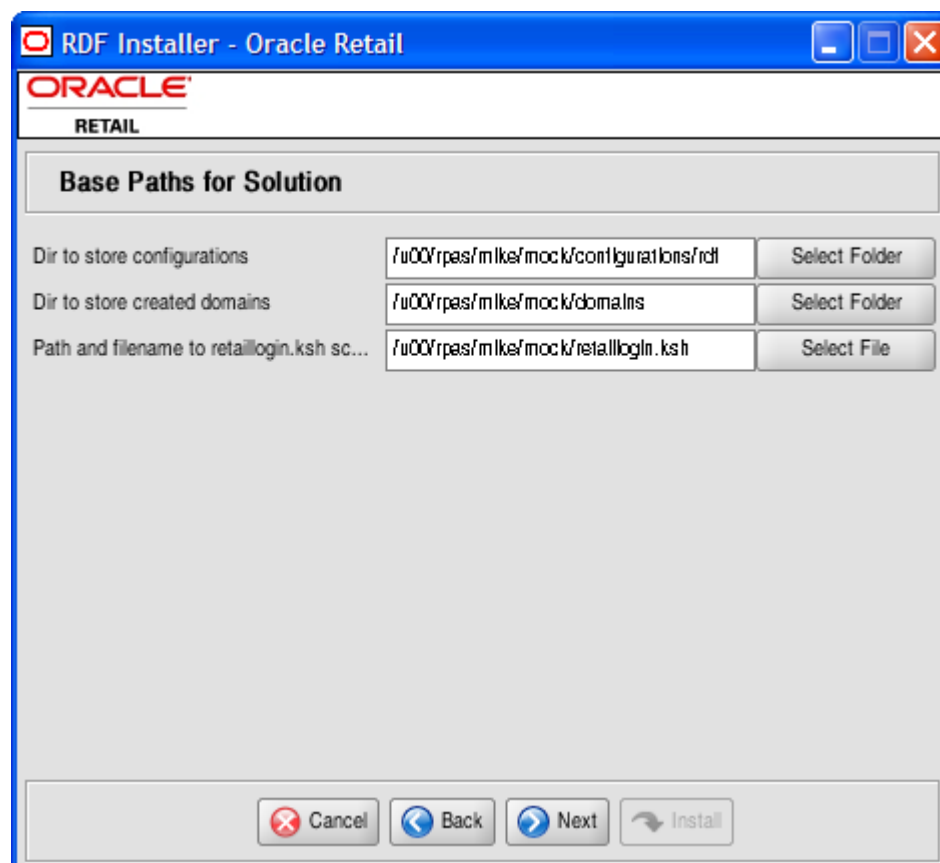 RDF Installer - Oracle Retail
ORACLE
RETAIL
Base Paths for Solution
Dir to store configurations /u00/rpas/mike/mock/configurations/rdf Select Folder
Dir to store created domains /u00/rpas/mike/mock/domains Select Folder
Path and filename to retaillogin.ksh sc... /u00/rpas/mike/mock/retaillogin.ksh Select File
Cancel Back Next Install